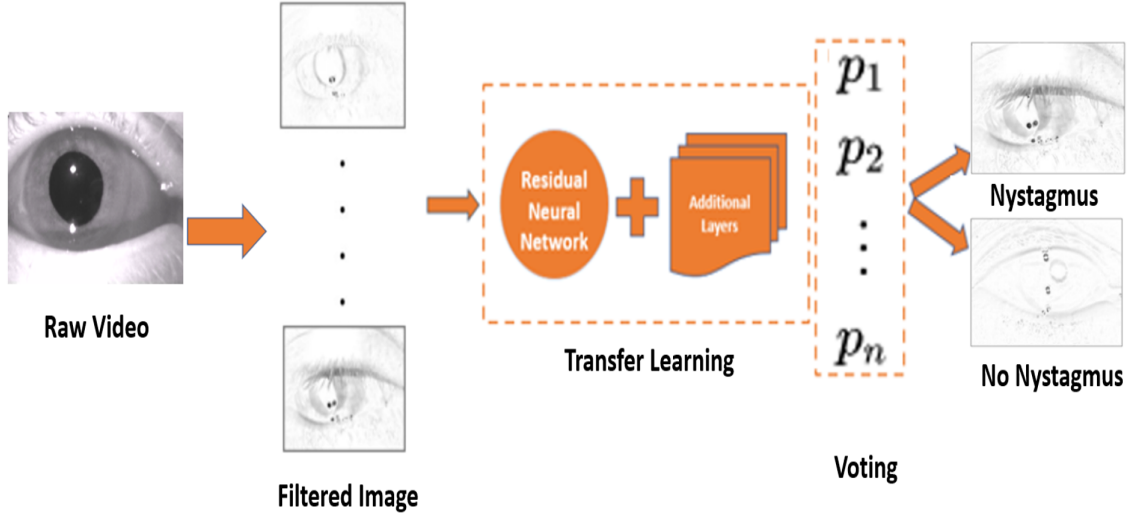 Raw Video
Filtered Image
Residual
Neural
Network
Additional
Layers
Transfer Learning
p1
p2
⋮
pn
Voting
Nystagmus
No Nystagmus